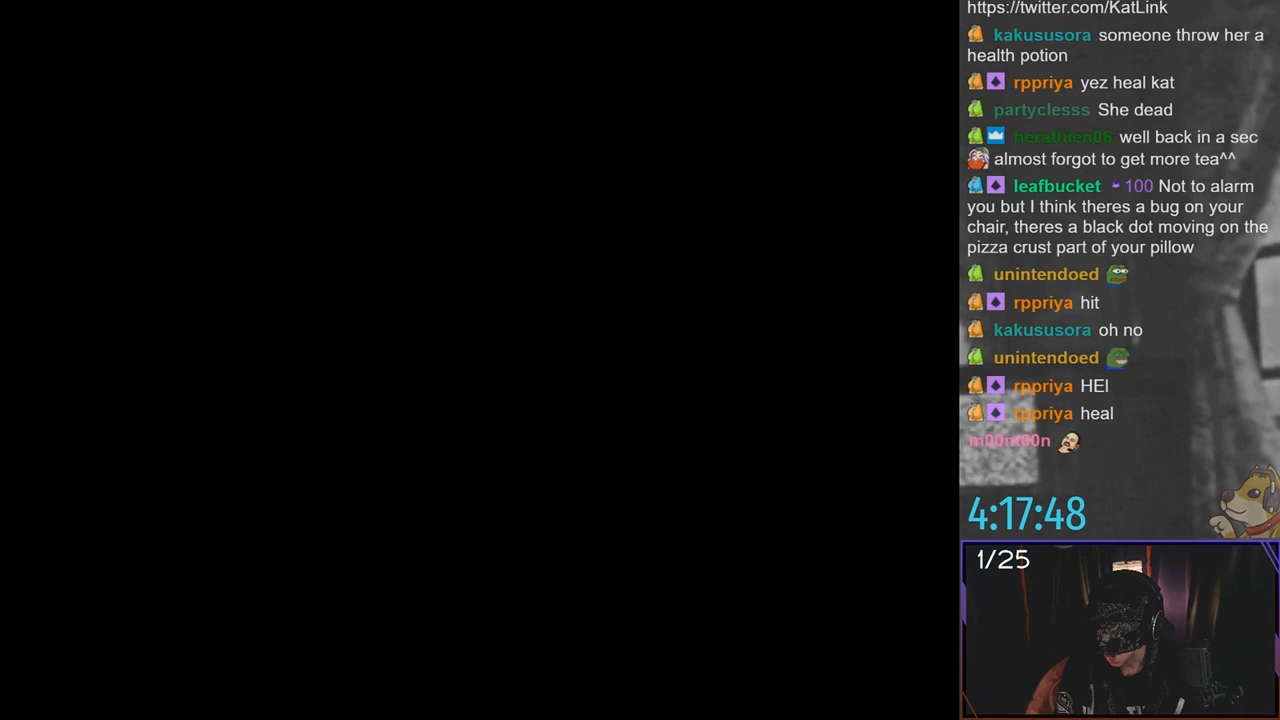 https://twitter.com/KatLink
kakususora someone throw her a
health potion
rppriya yez heal kat
partyclesss She dead
herathien06 well back in a sec
almost forgot to get more tea^^
leafbucket 100 Not to alarm
you but I think theres a bug on your
chair, theres a black dot moving on the
pizza crust part of your pillow
unintendoed
rppriya hit
kakususora oh no
unintendoed
rppriya HEl
rppriya heal
m00nt00n
4:17:48
1/25